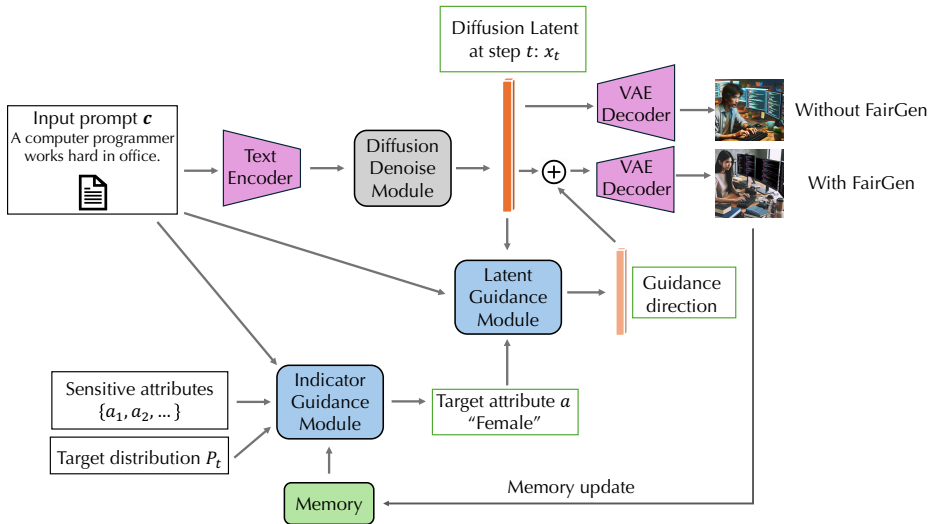 Diffusion Latent
at step t: x_t
Input prompt c
A computer programmer
works hard in office.
Text
Encoder
Diffusion
Denoise
Module
VAE
Decoder
Without FairGen
VAE
Decoder
With FairGen
Latent
Guidance
Module
Guidance
direction
Sensitive attributes
{a_1, a_2, … }
Target distribution P_t
Indicator
Guidance
Module
Target attribute a
“Female”
Memory
Memory update